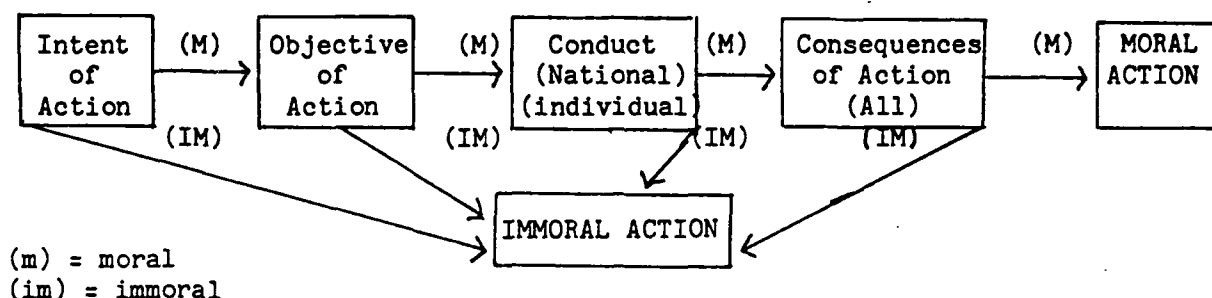 Intent
of
Action
(M)
Objective
of
Action
(M)
Conduct
(National)
(individual)
(M)
Consequences
of Action
(All)
(M)
MORAL
ACTION
(IM)
(IM)
(IM)
(IM)
IMMORAL ACTION
(m) = moral
(im) = immoral